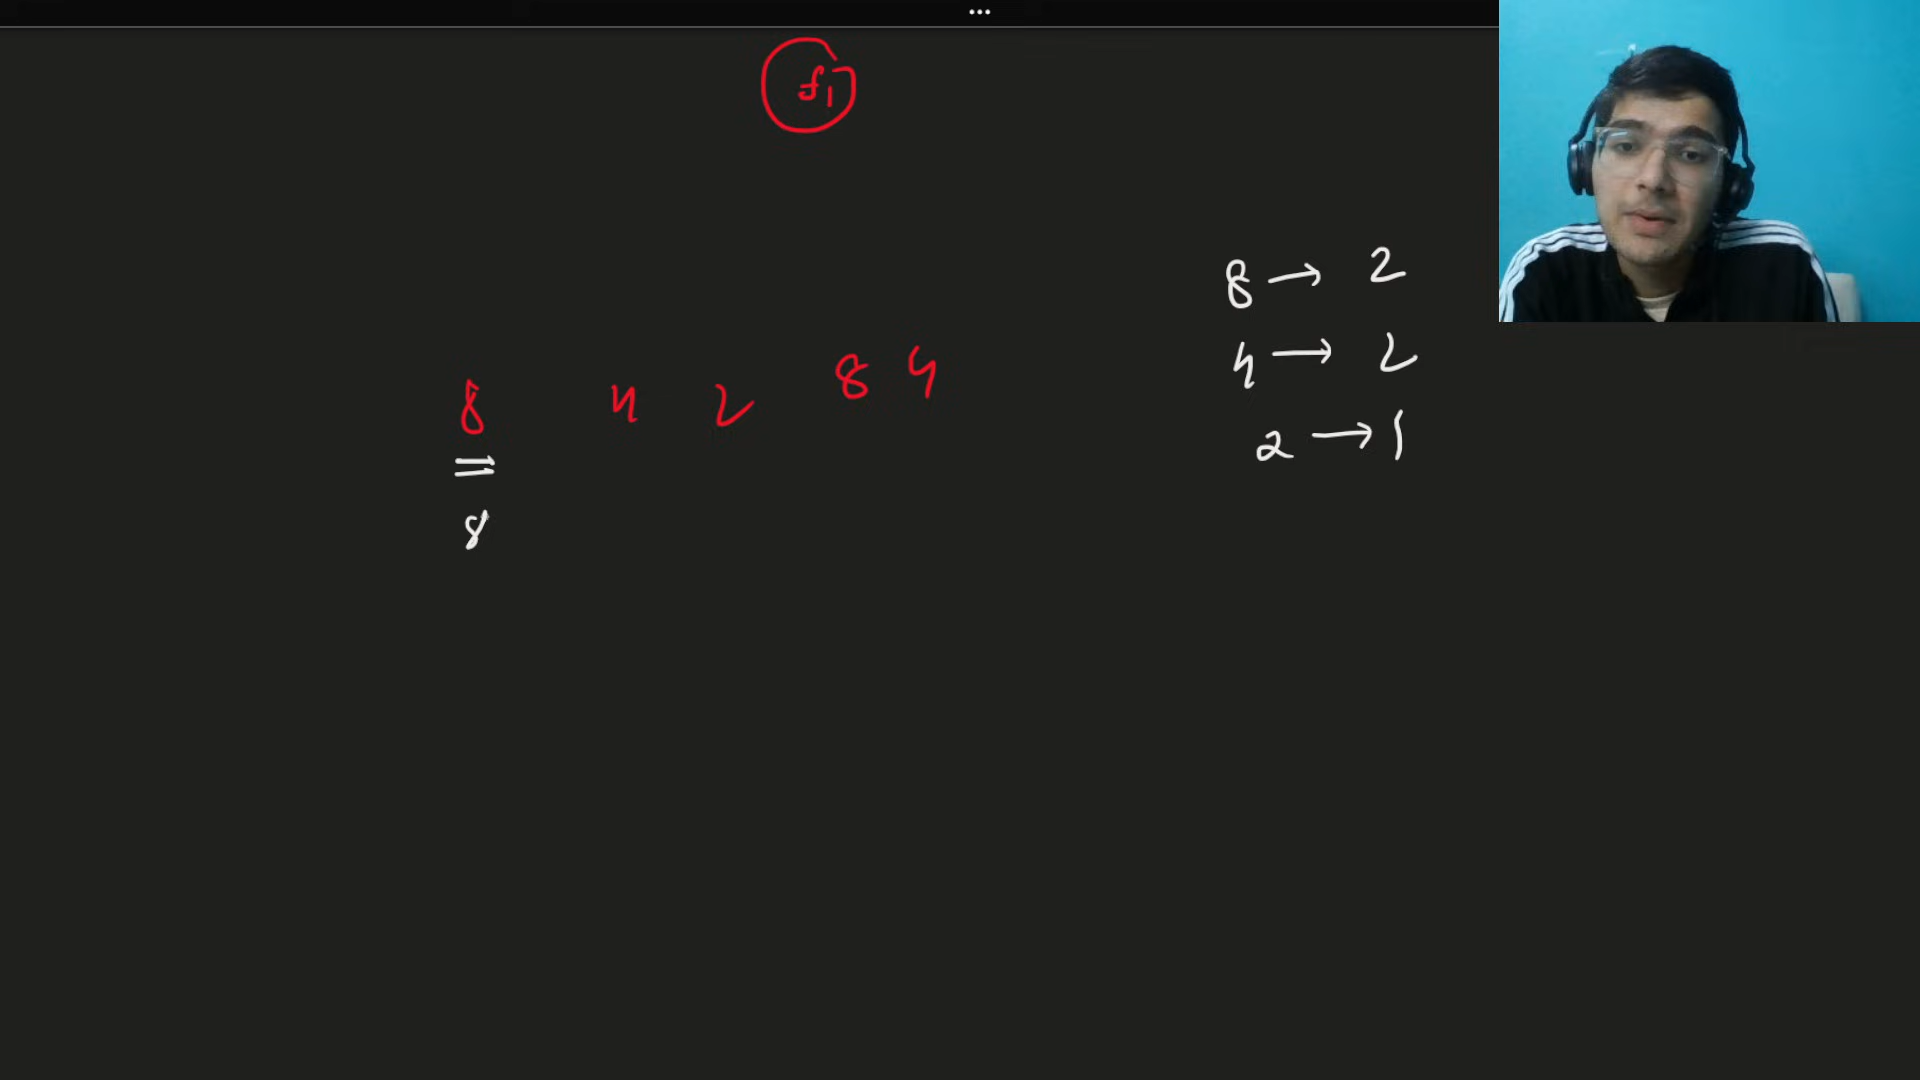 f1
8 4 2 8 4
8
8 → 2
4 → 2
2 → 1